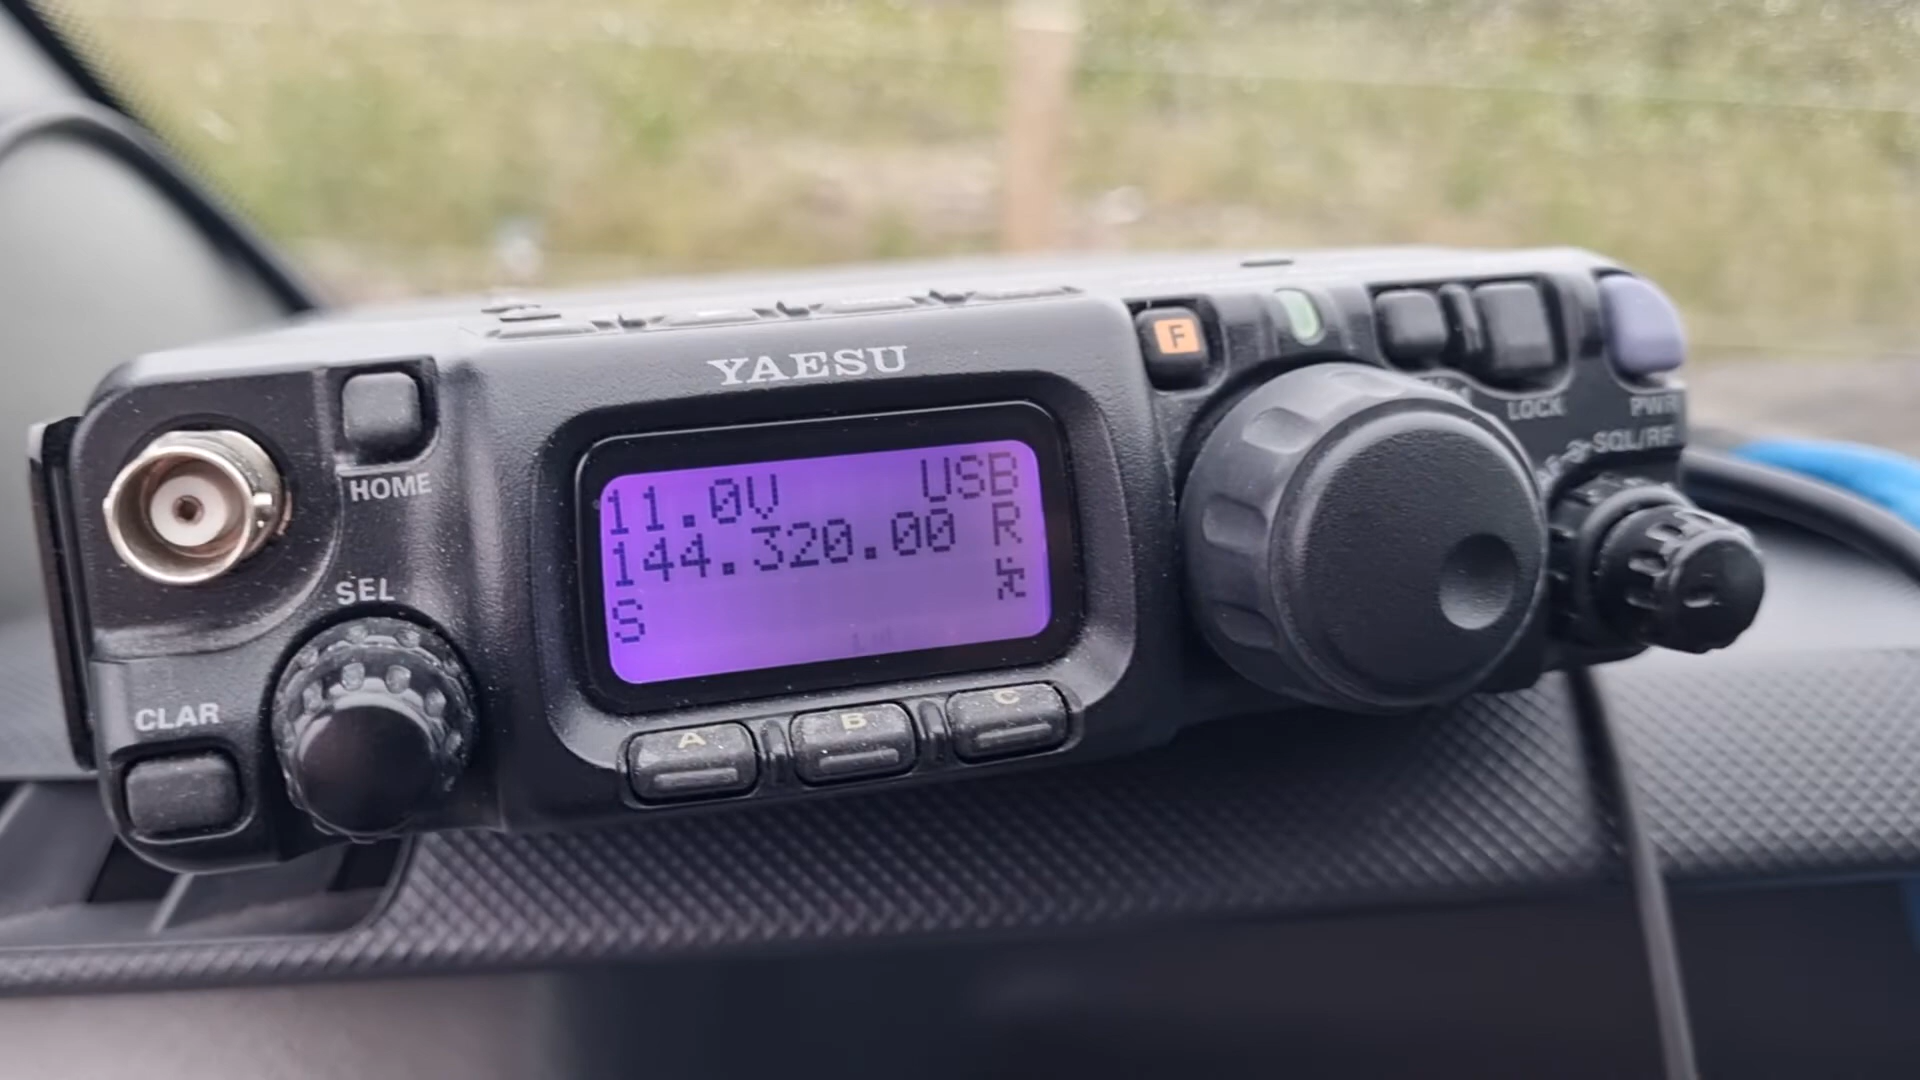 YAESU
F
HOME
LOCK
PWR
SQL/RF
11.0V USB
144.320.00 R
S
SEL
CLAR
A B C